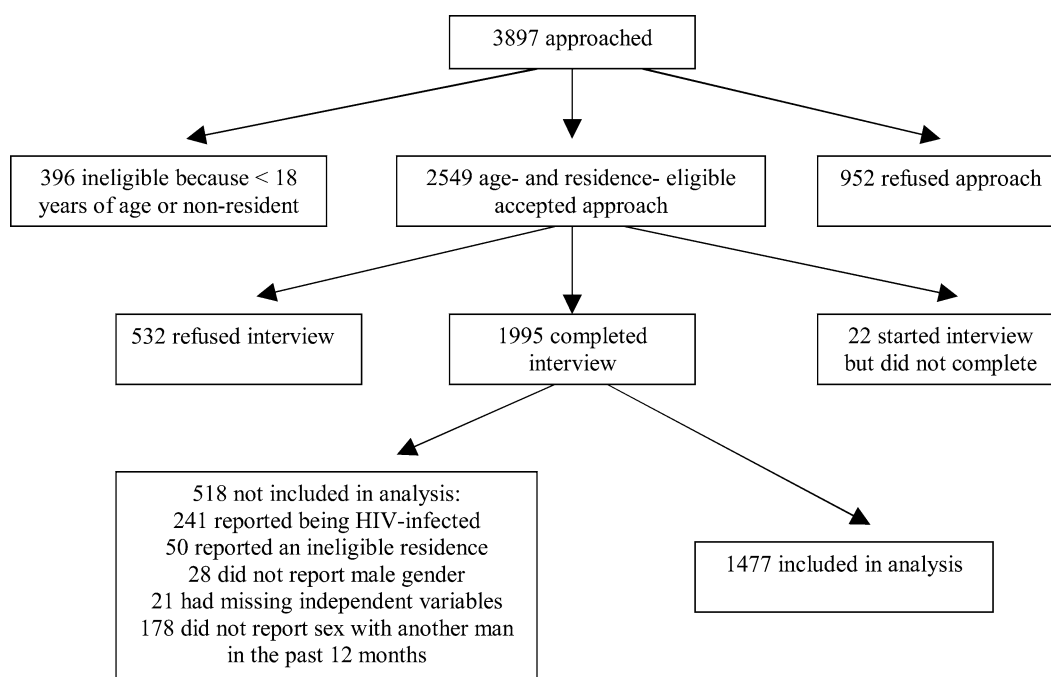 3897 approached
396 ineligible because < 18
years of age or non-resident
2549 age- and residence- eligible
accepted approach
952 refused approach
532 refused interview
1995 completed
interview
22 started interview
but did not complete
518 not included in analysis:
241 reported being HIV-infected
50 reported an ineligible residence
28 did not report male gender
21 had missing independent variables
178 did not report sex with another man
in the past 12 months
1477 included in analysis